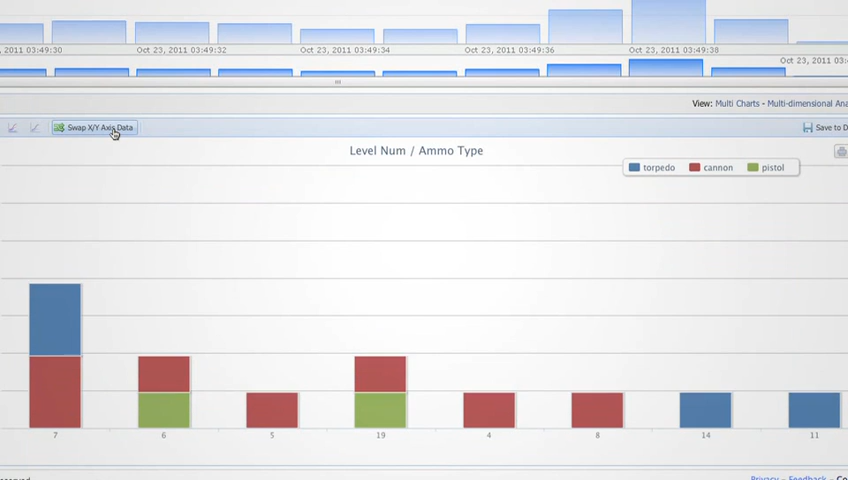 2011 03:49:30
Oct 23, 2011 03:49:32
Oct 23, 2011 03:49:34
Oct 23, 2011 03:49:36
Oct 23, 2011 03:49:38
Oct 23, 2011 03:4
View: Multi Charts - Multi-dimensional Ana
Swap X/Y Axis Data
Save to D
Level Num / Ammo Type
torpedo cannon pistol
7 6 5 19 4 8 14 11
Privacy - Feedback - Co